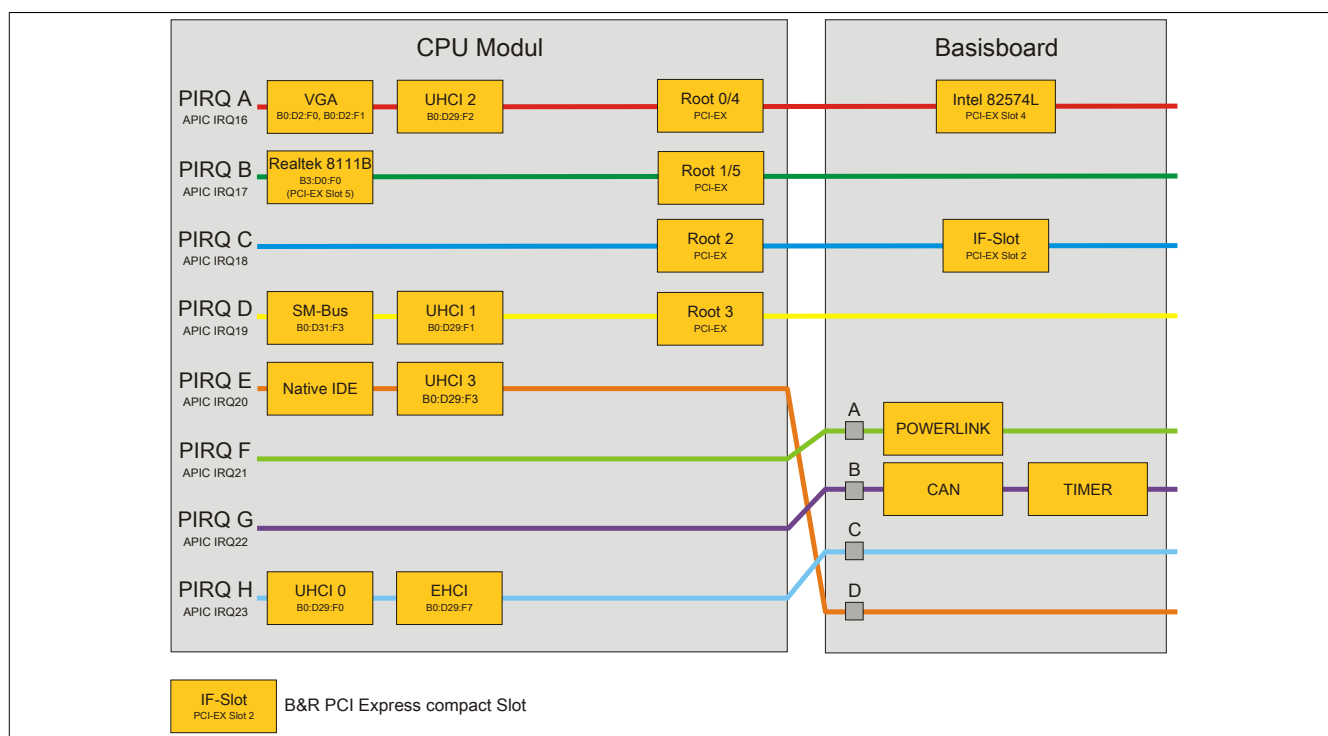 CPU Modul
Basisboard
PIRQ A
APIC IRQ16
VGA
B0:D2:F0, B0:D2:F1
UHCI 2
B0:D29:F2
Root 0/4
PCI-EX
Intel 82574L
PCI-EX Slot 4
PIRQ B
APIC IRQ17
Realtek 8111B
B3:D0:F0
(PCI-EX Slot 5)
Root 1/5
PCI-EX
PIRQ C
APIC IRQ18
Root 2
PCI-EX
IF-Slot
PCI-EX Slot 2
PIRQ D
APIC IRQ19
SM-Bus
B0:D31:F3
UHCI 1
B0:D29:F1
Root 3
PCI-EX
PIRQ E
APIC IRQ20
Native IDE
UHCI 3
B0:D29:F3
A
POWERLINK
PIRQ F
APIC IRQ21
B
CAN
TIMER
PIRQ G
APIC IRQ22
C
PIRQ H
APIC IRQ23
UHCI 0
B0:D29:F0
EHCI
B0:D29:F7
D
IF-Slot
PCI-EX Slot 2
B&R PCI Express compact Slot